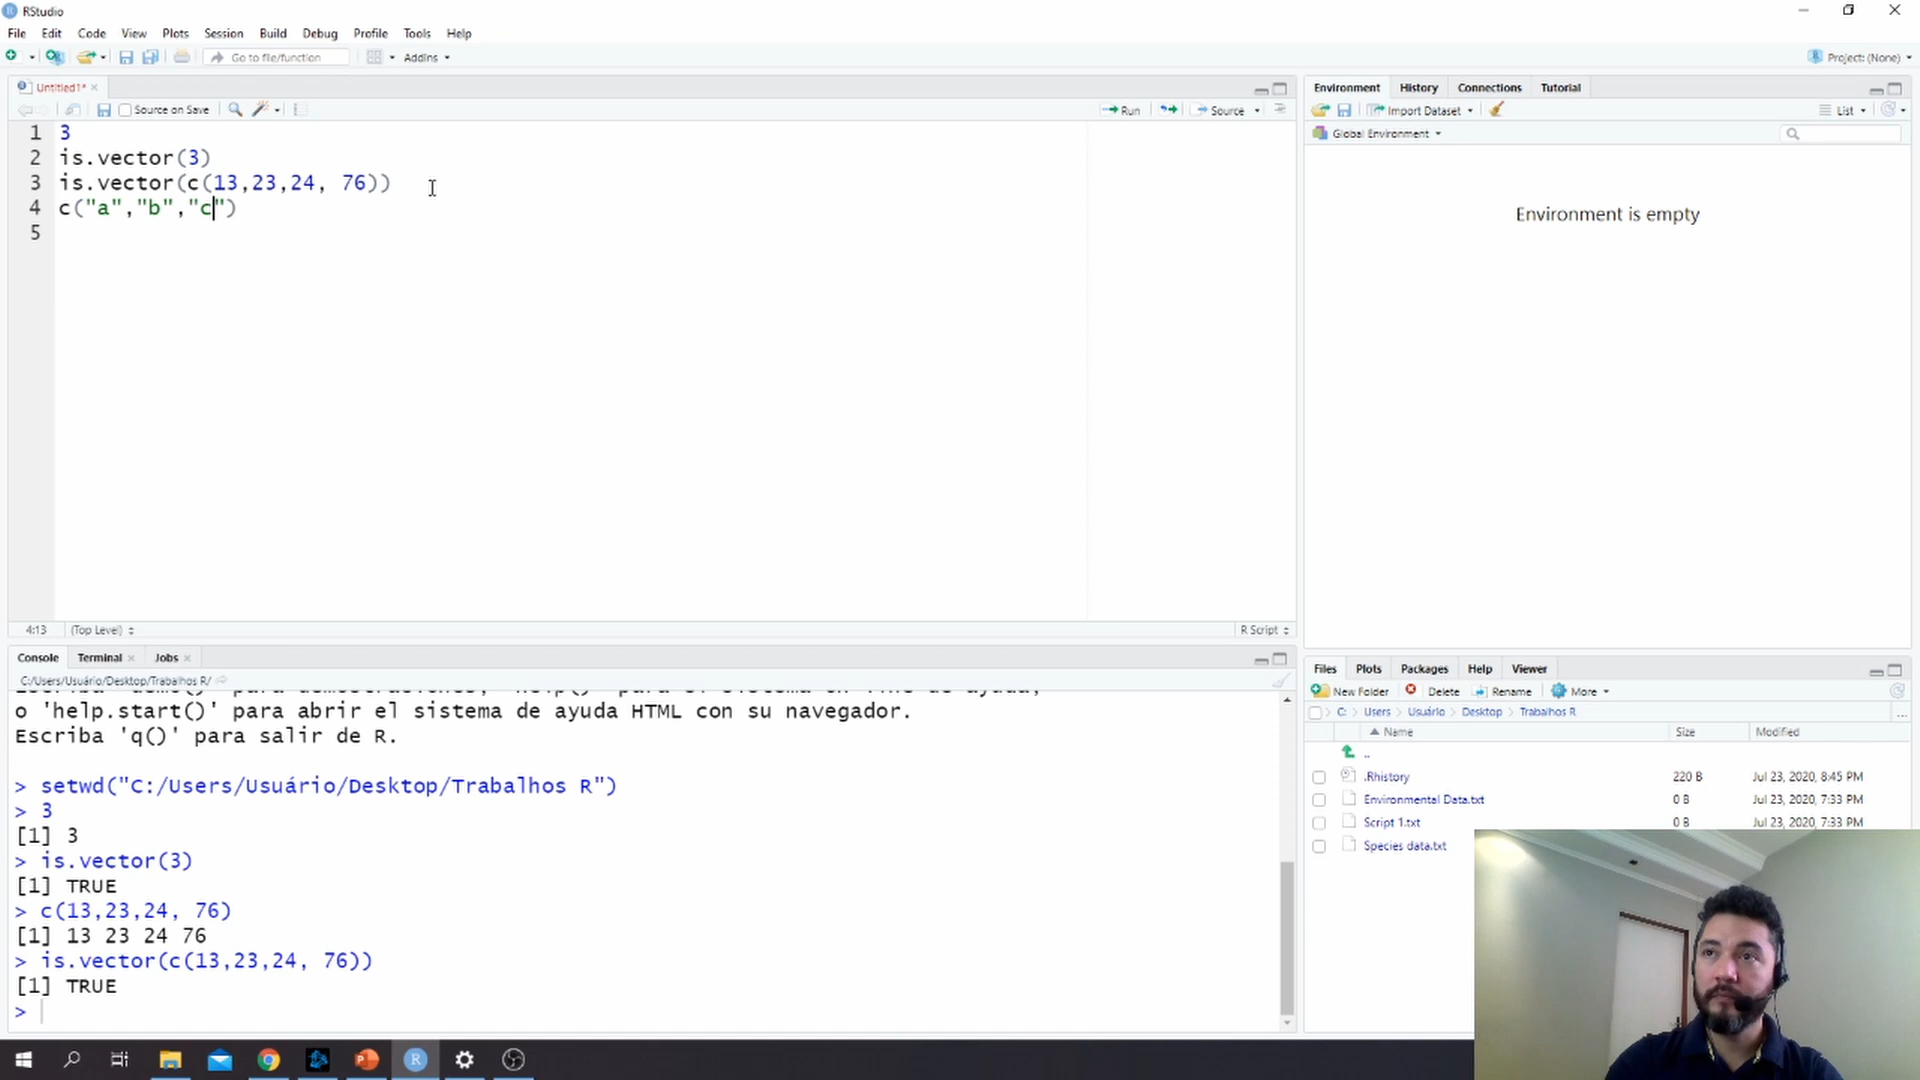 RStudio
File Edit Code View Plots Session Build Debug Profile Tools Help
Go to file/function Addins Project: (None)
Untitled1*
Source on Save Run Source
1 3
2 is.vector(3)
3 is.vector(c(13,23,24, 76))
4 c("a","b","c")
5
4:13 (Top Level) R Script
Console Terminal Jobs
C:/Users/Usuário/Desktop/Trabalhos R/
o 'help.start()' para abrir el sistema de ayuda HTML con su navegador.
Escriba 'q()' para salir de R.
> setwd("C:/Users/Usuário/Desktop/Trabalhos R")
> 3
[1] 3
> is.vector(3)
[1] TRUE
> c(13,23,24, 76)
[1] 13 23 24 76
> is.vector(c(13,23,24, 76))
[1] TRUE
>
Environment History Connections Tutorial
Import Dataset List
Global Environment
Environment is empty
Files Plots Packages Help Viewer
New Folder Delete Rename More
C: Users Usuário Desktop Trabalhos R ...
Name Size Modified
..
.Rhistory 220 B Jul 23, 2020, 8:45 PM
Environmental Data.txt 0 B Jul 23, 2020, 7:33 PM
Script 1.txt 0 B Jul 23, 2020, 7:33 PM
Species data.txt